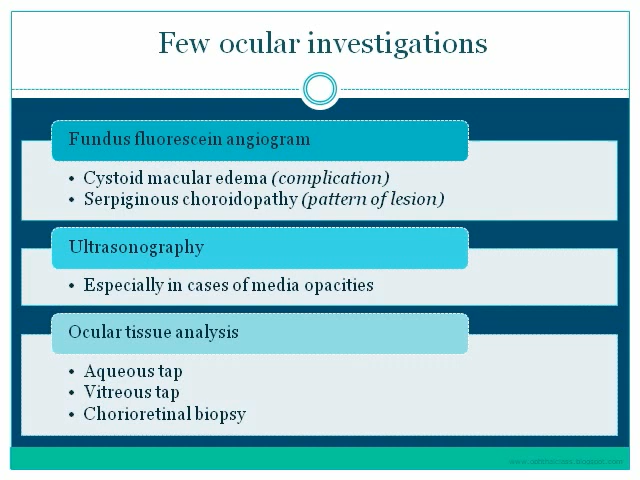 Few ocular investigations
Fundus fluorescein angiogram
• Cystoid macular edema (complication)
• Serpiginous choroidopathy (pattern of lesion)
Ultrasonography
• Especially in cases of media opacities
Ocular tissue analysis
• Aqueous tap
• Vitreous tap
• Chorioretinal biopsy